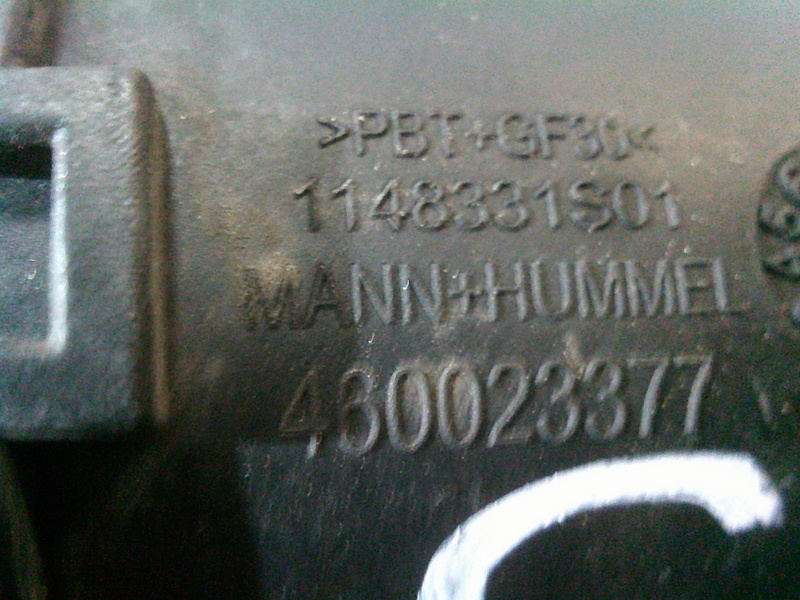 >PBT+GF30<
1148331S01
MANN+HUMMEL
480023377